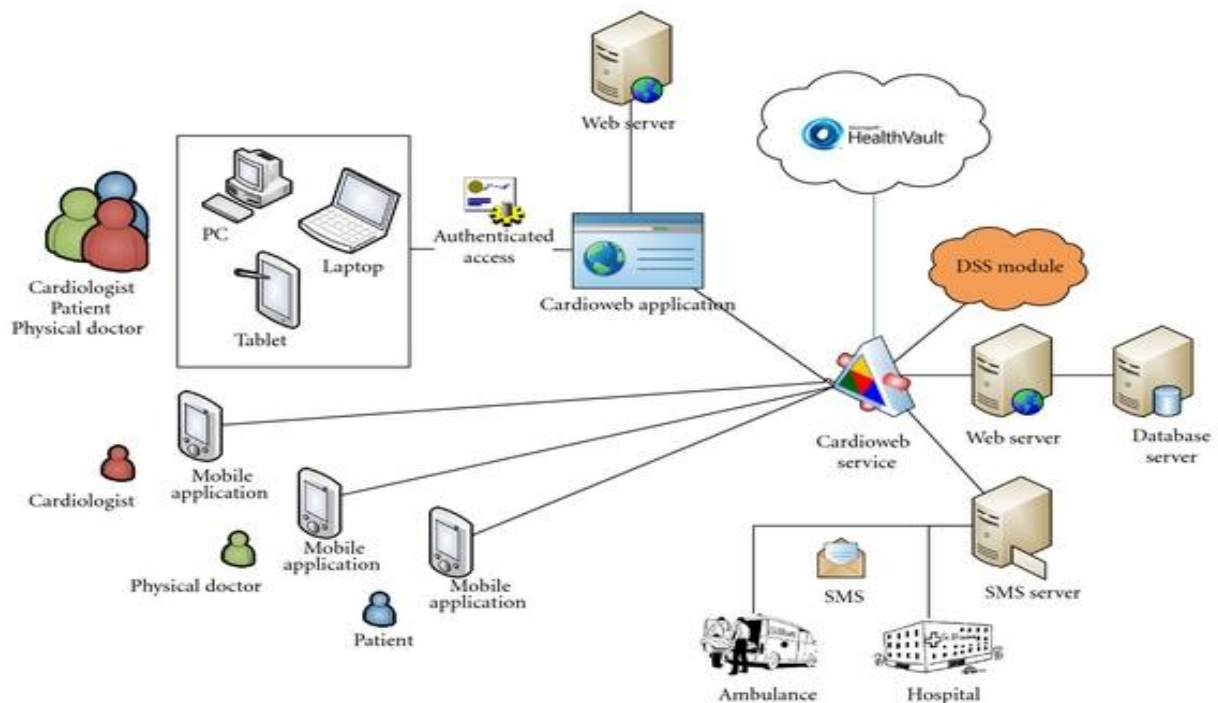 Web server
Microsoft
HealthVault
PC
Laptop
Tablet
Authenticated
access
Cardioweb application
DSS module
Cardiologist
Patient
Physical doctor
Cardioweb
service
Web server
Database
server
Mobile
application
Cardiologist
Mobile
application
Physical doctor
Mobile
application
Patient
SMS
SMS server
Ambulance
Hospital